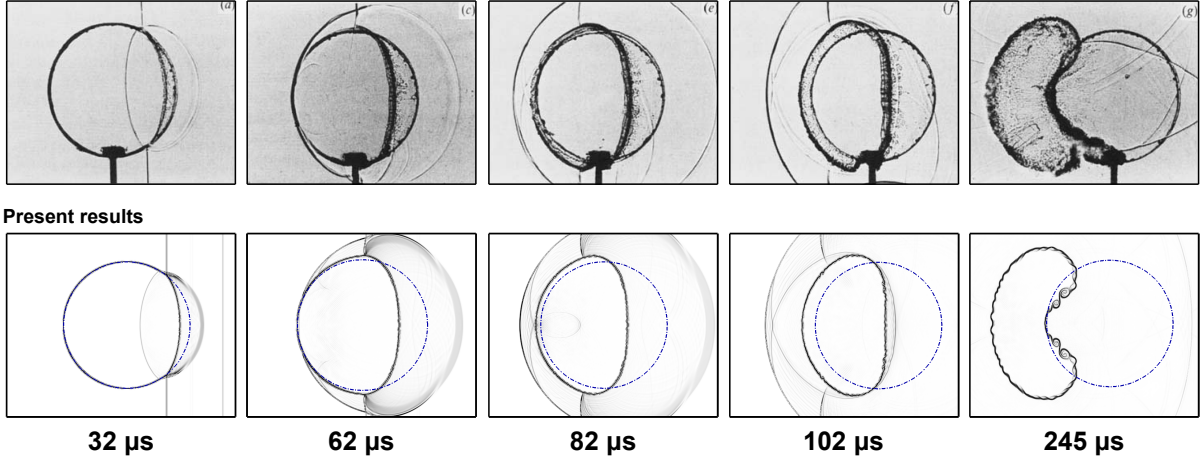 (a)
(c)
(e)
(f)
(g)
Present results
32 µs
62 µs
82 µs
102 µs
245 µs